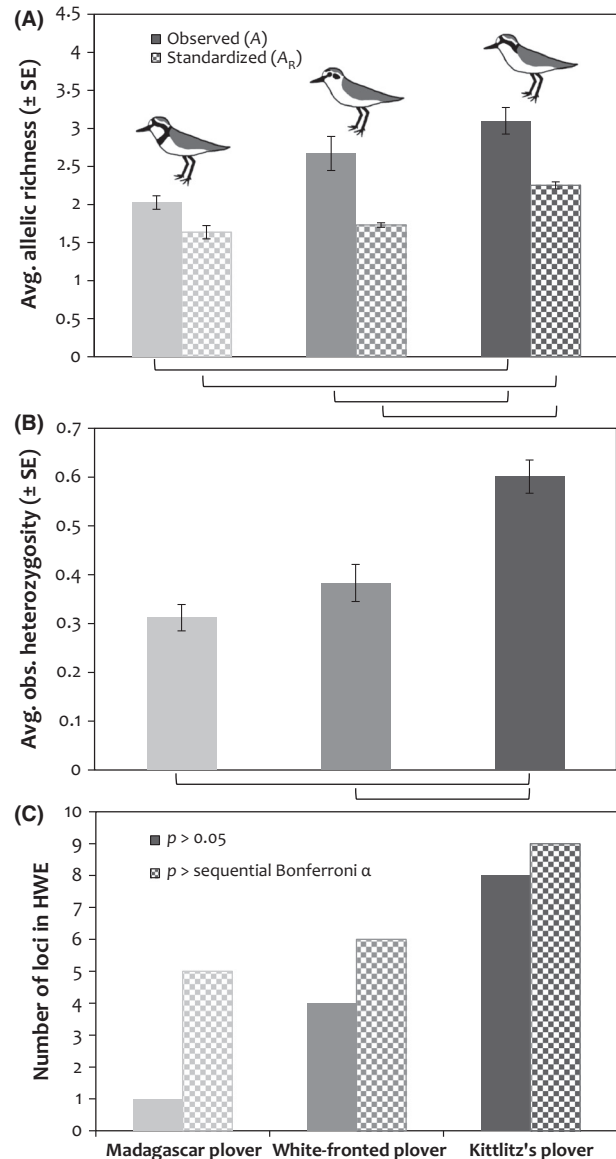 (A)
Avg. allelic richness (± SE)
4.5
4
3.5
3
2.5
2
1.5
1
0.5
0
Observed (A)
Standardized (AR)
(B)
Avg. obs. heterozygosity (± SE)
0.7
0.6
0.5
0.4
0.3
0.2
0.1
0
(C)
Number of loci in HWE
10
9
8
7
6
5
4
3
2
1
0
p > 0.05
p > sequential Bonferroni α
Madagascar plover
White-fronted plover
Kittlitz's plover